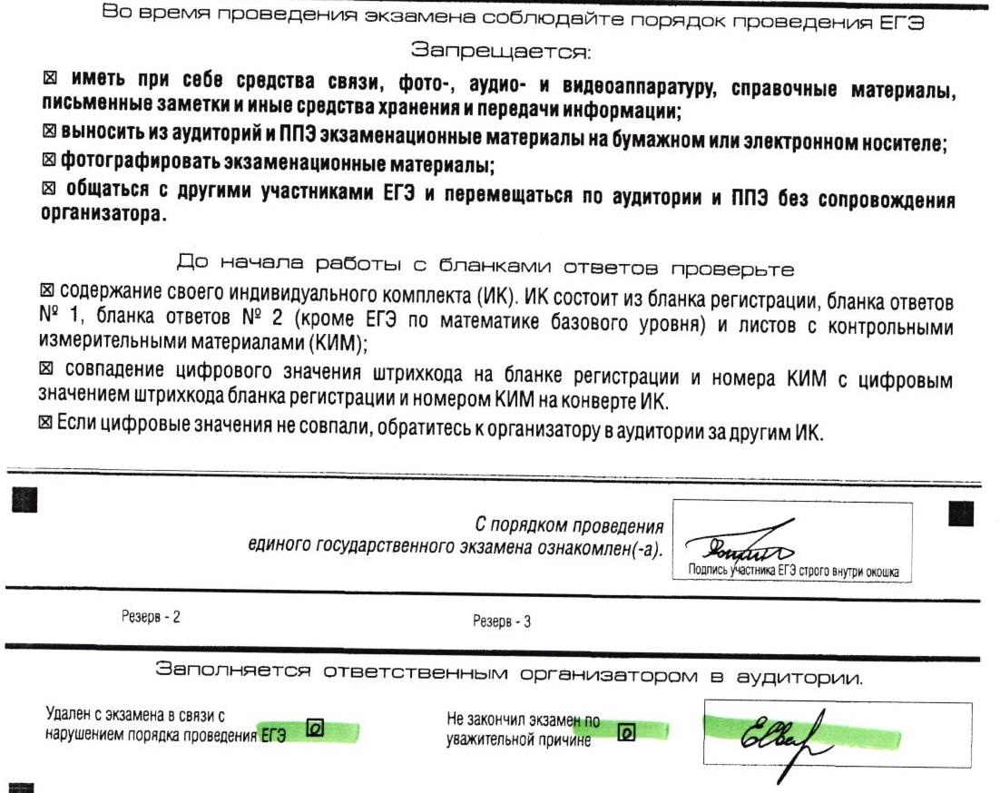 Во время проведения экзамена соблюдайте порядок проведения ЕГЭ
Запрещается:
☒ иметь при себе средства связи, фото-, аудио- и видеоаппаратуру, справочные материалы,
письменные заметки и иные средства хранения и передачи информации;
☒ выносить из аудиторий и ППЭ экзаменационные материалы на бумажном или электронном носителе;
☒ фотографировать экзаменационные материалы;
☒ общаться с другими участниками ЕГЭ и перемещаться по аудитории и ППЭ без сопровождения
организатора.
До начала работы с бланками ответов проверьте
☒ содержание своего индивидуального комплекта (ИК). ИК состоит из бланка регистрации, бланка ответов
№ 1, бланка ответов № 2 (кроме ЕГЭ по математике базового уровня) и листов с контрольными
измерительными материалами (КИМ);
☒ совпадение цифрового значения штрихкода на бланке регистрации и номера КИМ с цифровым
значением штрихкода бланка регистрации и номером КИМ на конверте ИК.
☒ Если цифровые значения не совпали, обратитесь к организатору в аудитории за другим ИК.
С порядком проведения
единого государственного экзамена ознакомлен(-а).
Подпись участника ЕГЭ строго внутри окошка
Резерв - 2 Резерв - 3
Заполняется ответственным организатором в аудитории.
Удален с экзамена в связи с
нарушением порядка проведения ЕГЭ
Не закончил экзамен по
уважительной причине